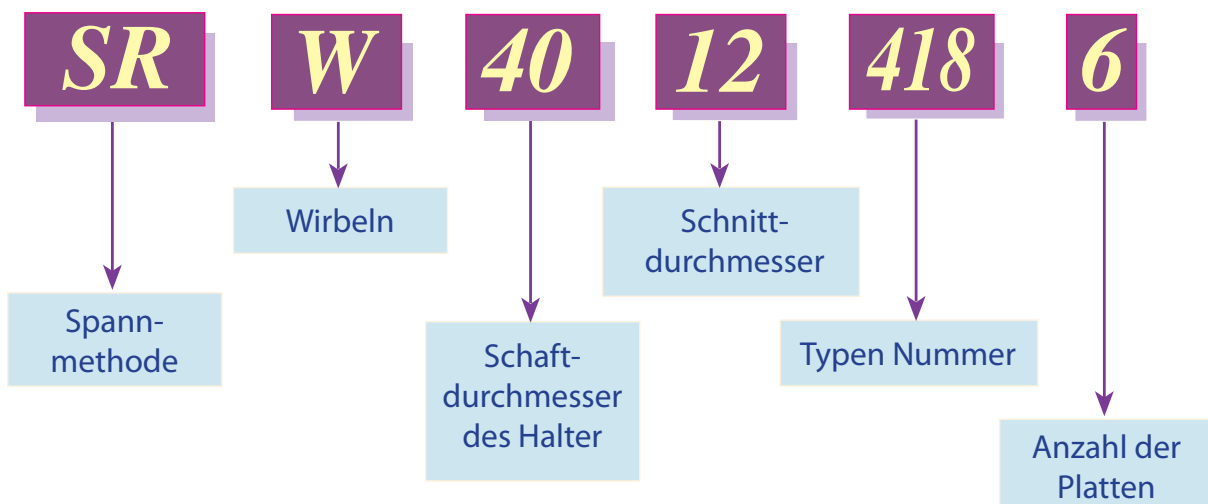 SR W 40 12 418 6
Wirbeln
Schnitt-
durchmesser
Spann-
methode
Schaft-
durchmesser
des Halter
Typen Nummer
Anzahl der
Platten